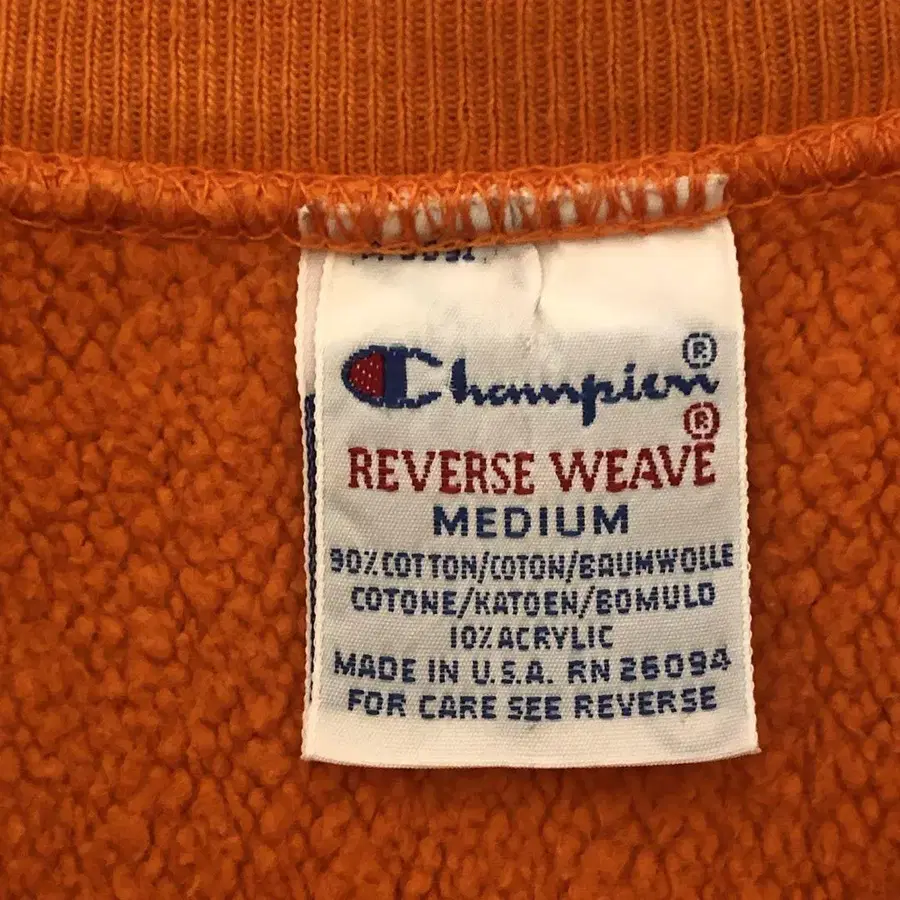 Champion®
REVERSE WEAVE®
MEDIUM
90% COTTON/COTON/BAUMWOLLE
COTONE/KATOEN/BOMULD
10% ACRYLIC
MADE IN U.S.A. RN 26094
FOR CARE SEE REVERSE